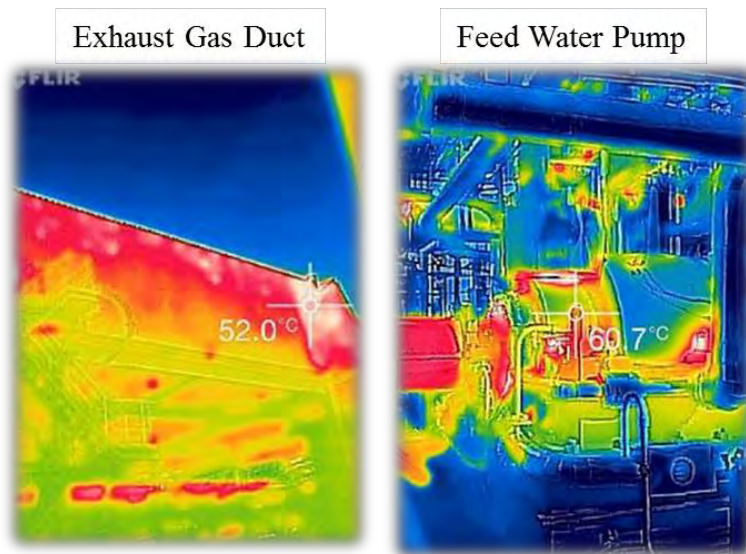 Exhaust Gas Duct
Feed Water Pump
FLIR
FLIR
52.0°C
60.7°C